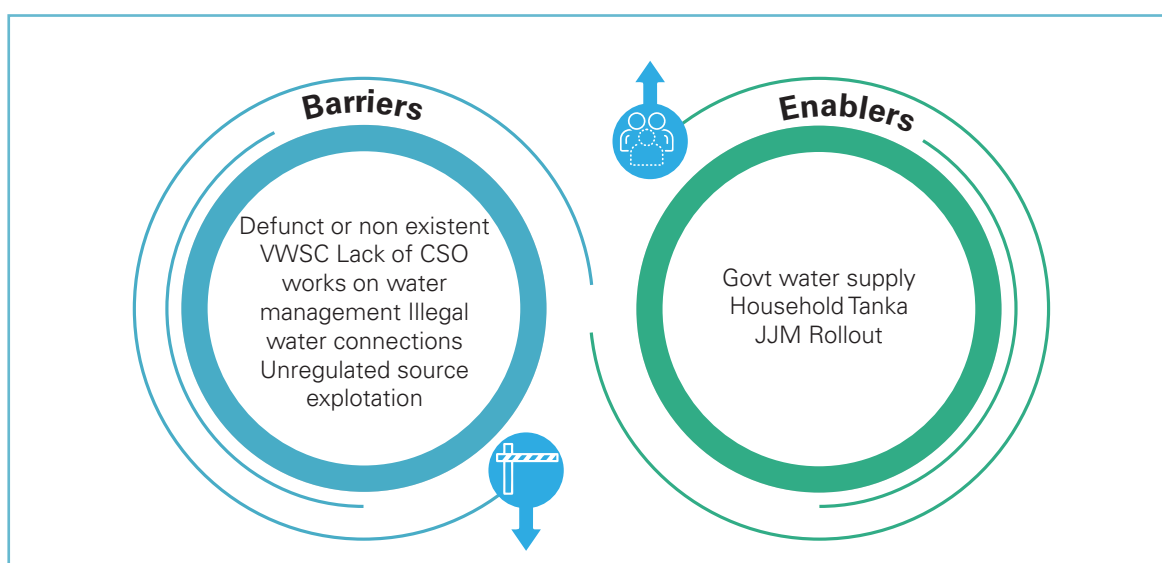 Barriers
Defunct or non existent
VWSC Lack of CSO
works on water
management Illegal
water connections
Unregulated source
explotation
Enablers
Govt water supply
Household Tanka
JJM Rollout